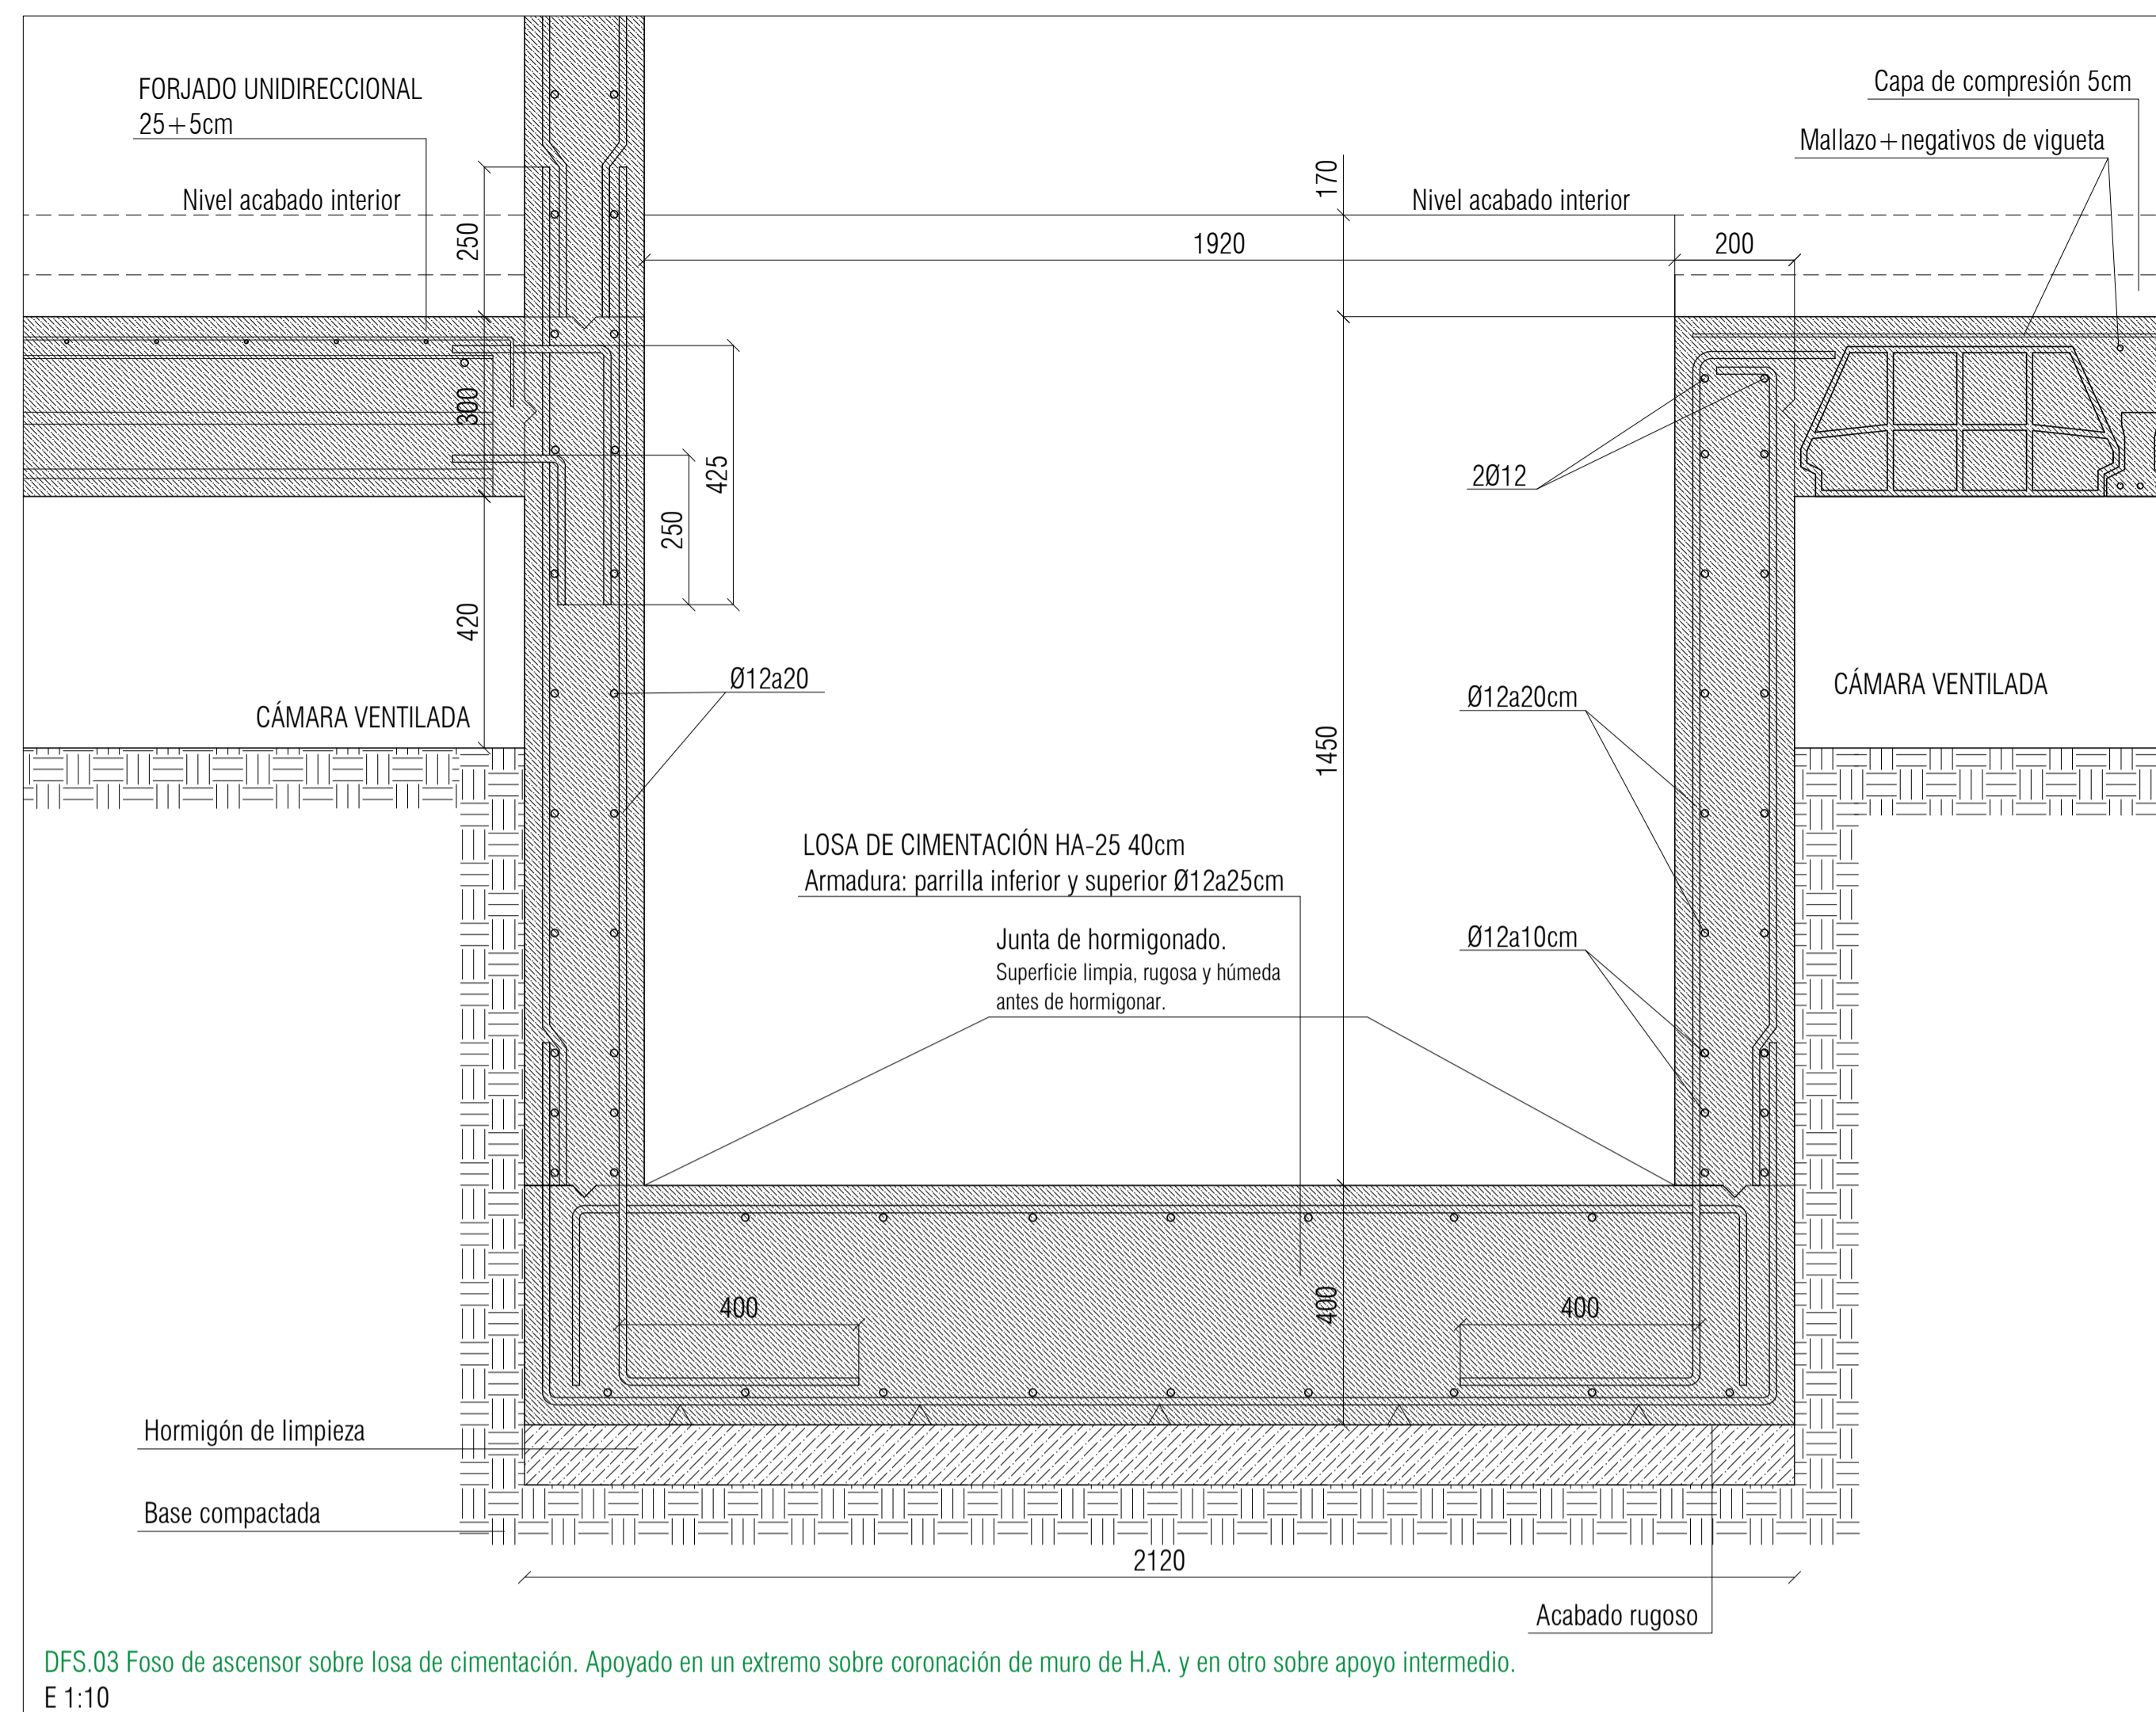 Capa de compresión 5cm
FORJADO UNIDIRECCIONAL
25+5cm
Mallazo+negativos de vigueta
170
Nivel acabado interior
Nivel acabado interior
250
1920
200
300
425
250
2Ø12
420
Ø12a20
Ø12a20cm
CÁMARA VENTILADA
CÁMARA VENTILADA
1450
LOSA DE CIMENTACIÓN HA-25 40cm
Armadura: parrilla inferior y superior Ø12a25cm
Junta de hormigonado.
Superficie limpia, rugosa y húmeda
antes de hormigonar.
Ø12a10cm
400
400
400
Hormigón de limpieza
Base compactada
2120
Acabado rugoso
DFS.03 Foso de ascensor sobre losa de cimentación. Apoyado en un extremo sobre coronación de muro de H.A. y en otro sobre apoyo intermedio.
E 1:10